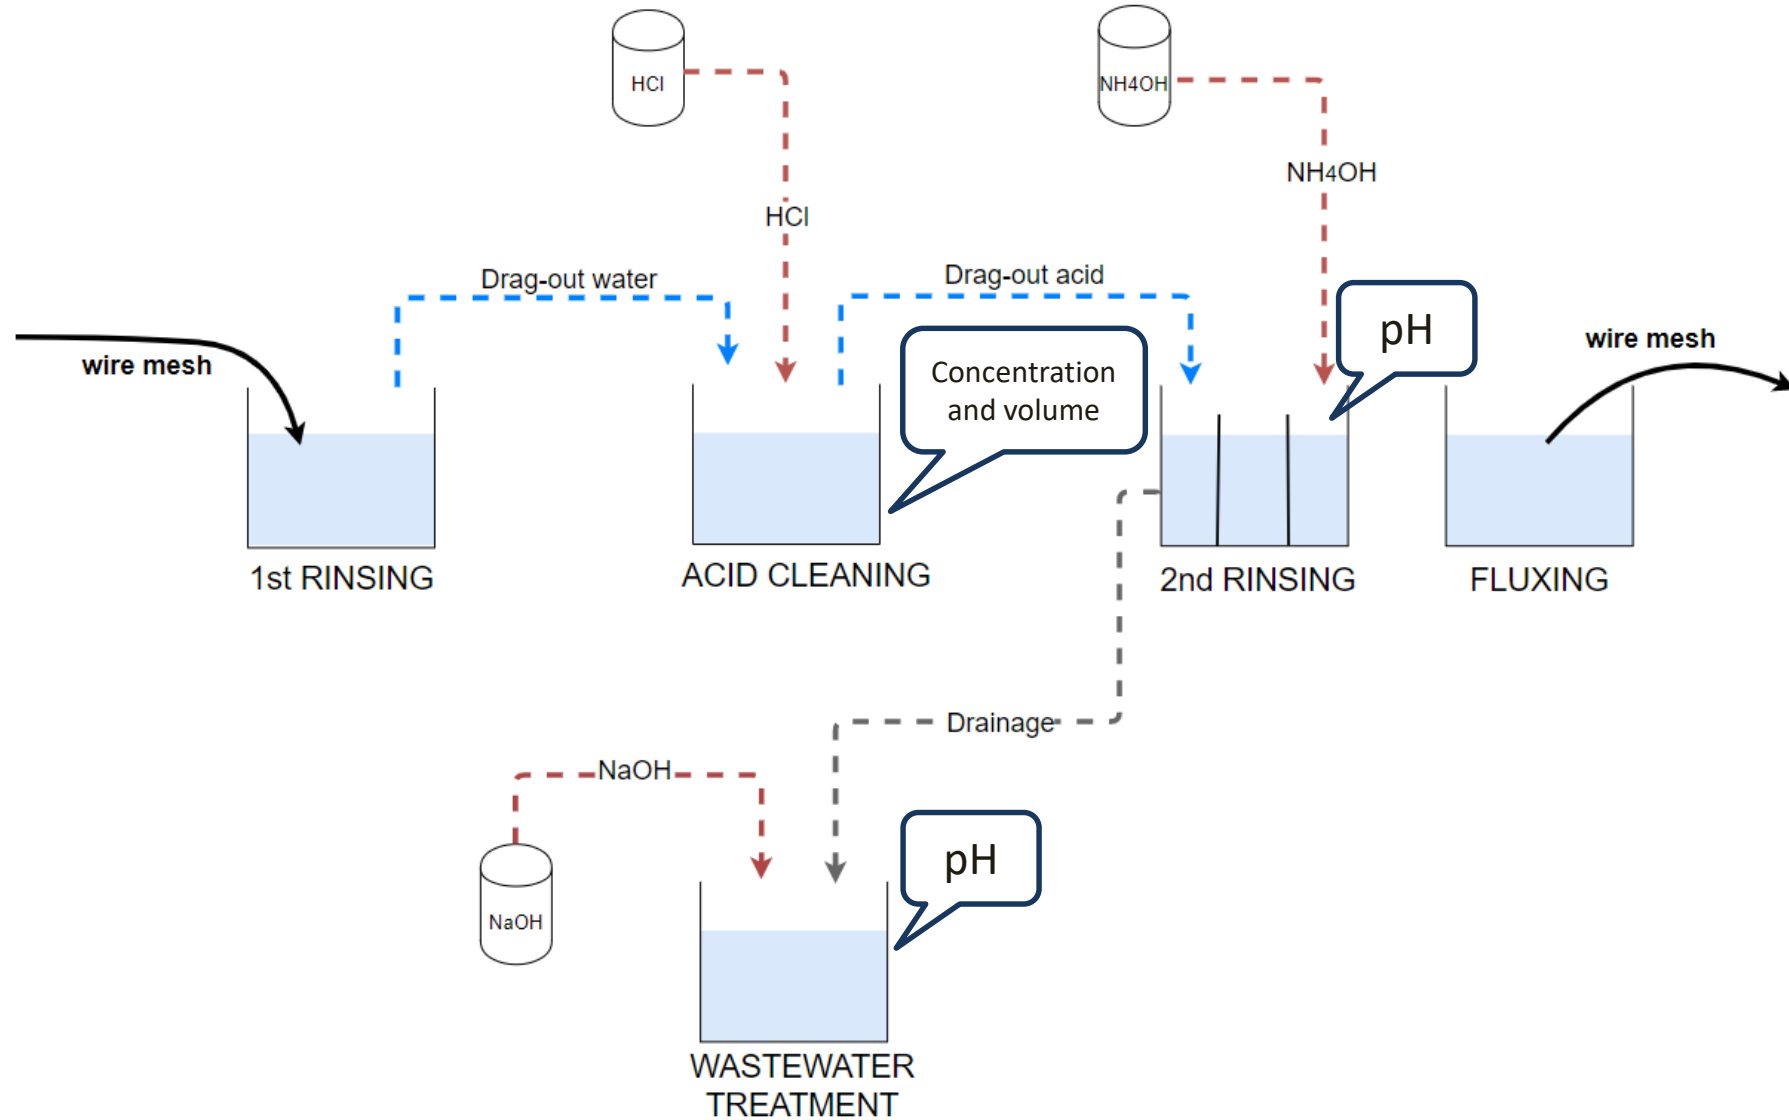 HCl
NH4OH
NH4OH
HCl
Drag-out water
Drag-out acid
pH
wire mesh
wire mesh
Concentration
and volume
1st RINSING
ACID CLEANING
2nd RINSING
FLUXING
Drainage
NaOH
pH
NaOH
WASTEWATER
TREATMENT